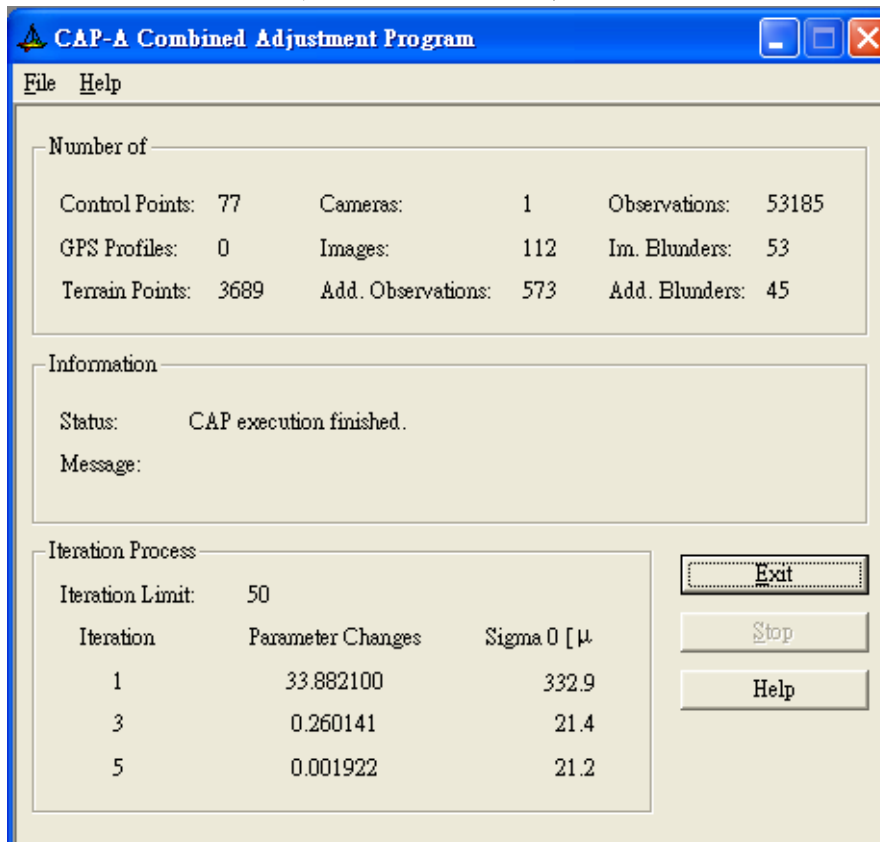 CAP-A Combined Adjustment Program
File Help
Number of
Control Points: 77 Cameras: 1 Observations: 53185
GPS Profiles: 0 Images: 112 Im. Blunders: 53
Terrain Points: 3689 Add. Observations: 573 Add. Blunders: 45
Information
Status: CAP execution finished.
Message:
Iteration Process
Iteration Limit: 50
Iteration Parameter Changes Sigma 0 [μ
1 33.882100 332.9
3 0.260141 21.4
5 0.001922 21.2
Exit
Stop
Help